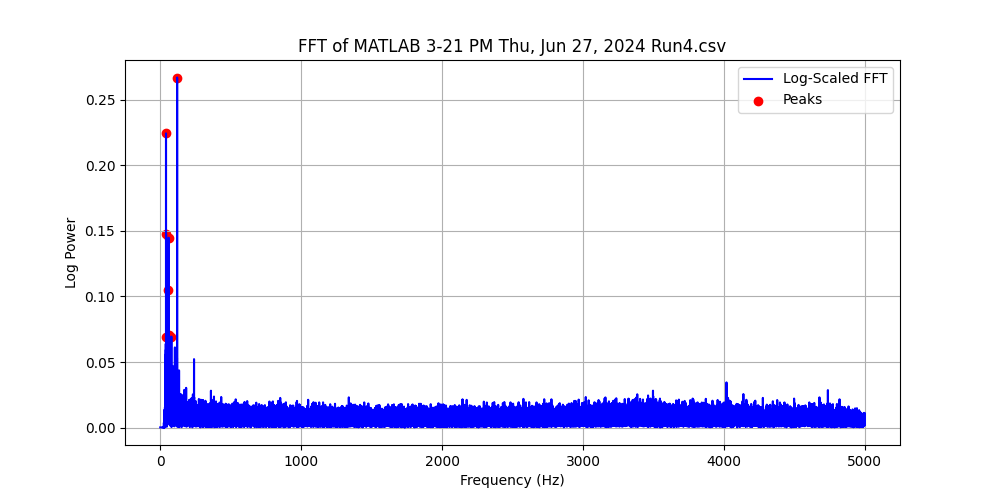 FFT of MATLAB 3-21 PM Thu, Jun 27, 2024 Run4.csv
Log-Scaled FFT
Peaks
0.25
0.20
0.15
0.10
0.05
0.00
Log Power
0 1000 2000 3000 4000 5000
Frequency (Hz)